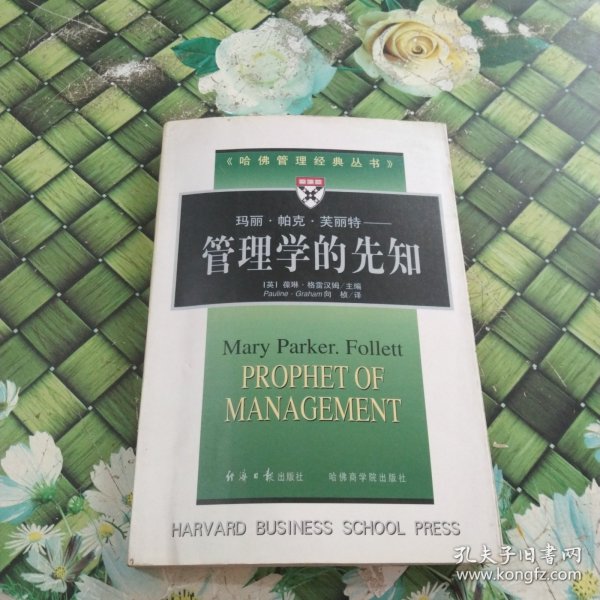 《哈佛管理经典丛书》
玛丽·帕克·芙丽特——
管理学的先知
〔英〕葆琳·格雷汉姆/主编
Pauline·Graham 向 桢/译
Mary Parker. Follett
PROPHET OF
MANAGEMENT
经济日报出版社 哈佛商学院出版社
HARVARD BUSINESS SCHOOL PRESS
孔夫子旧书网
www.kongfz.com